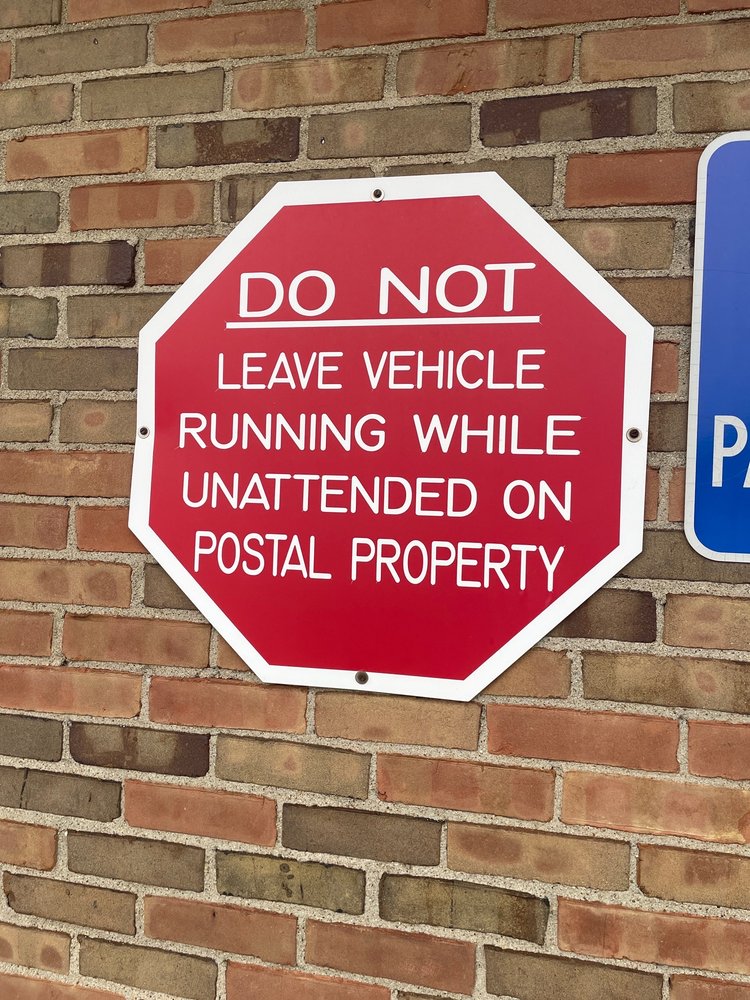 DO NOT
LEAVE VEHICLE
RUNNING WHILE
UNATTENDED ON
POSTAL PROPERTY